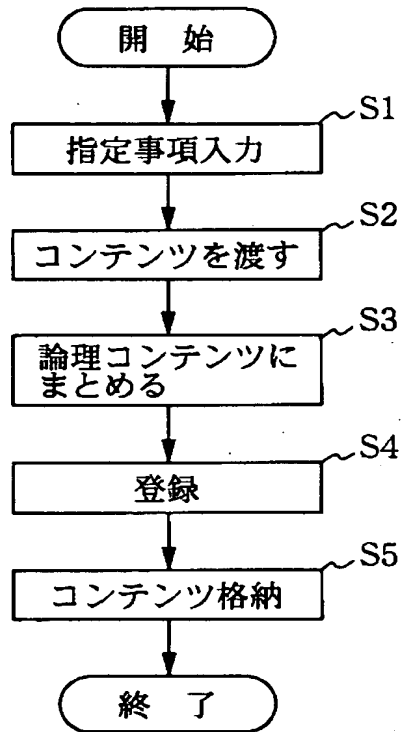 開 始
S1
指定事項入力
S2
コンテンツを渡す
S3
論理コンテンツに
まとめる
S4
登録
S5
コンテンツ格納
終 了